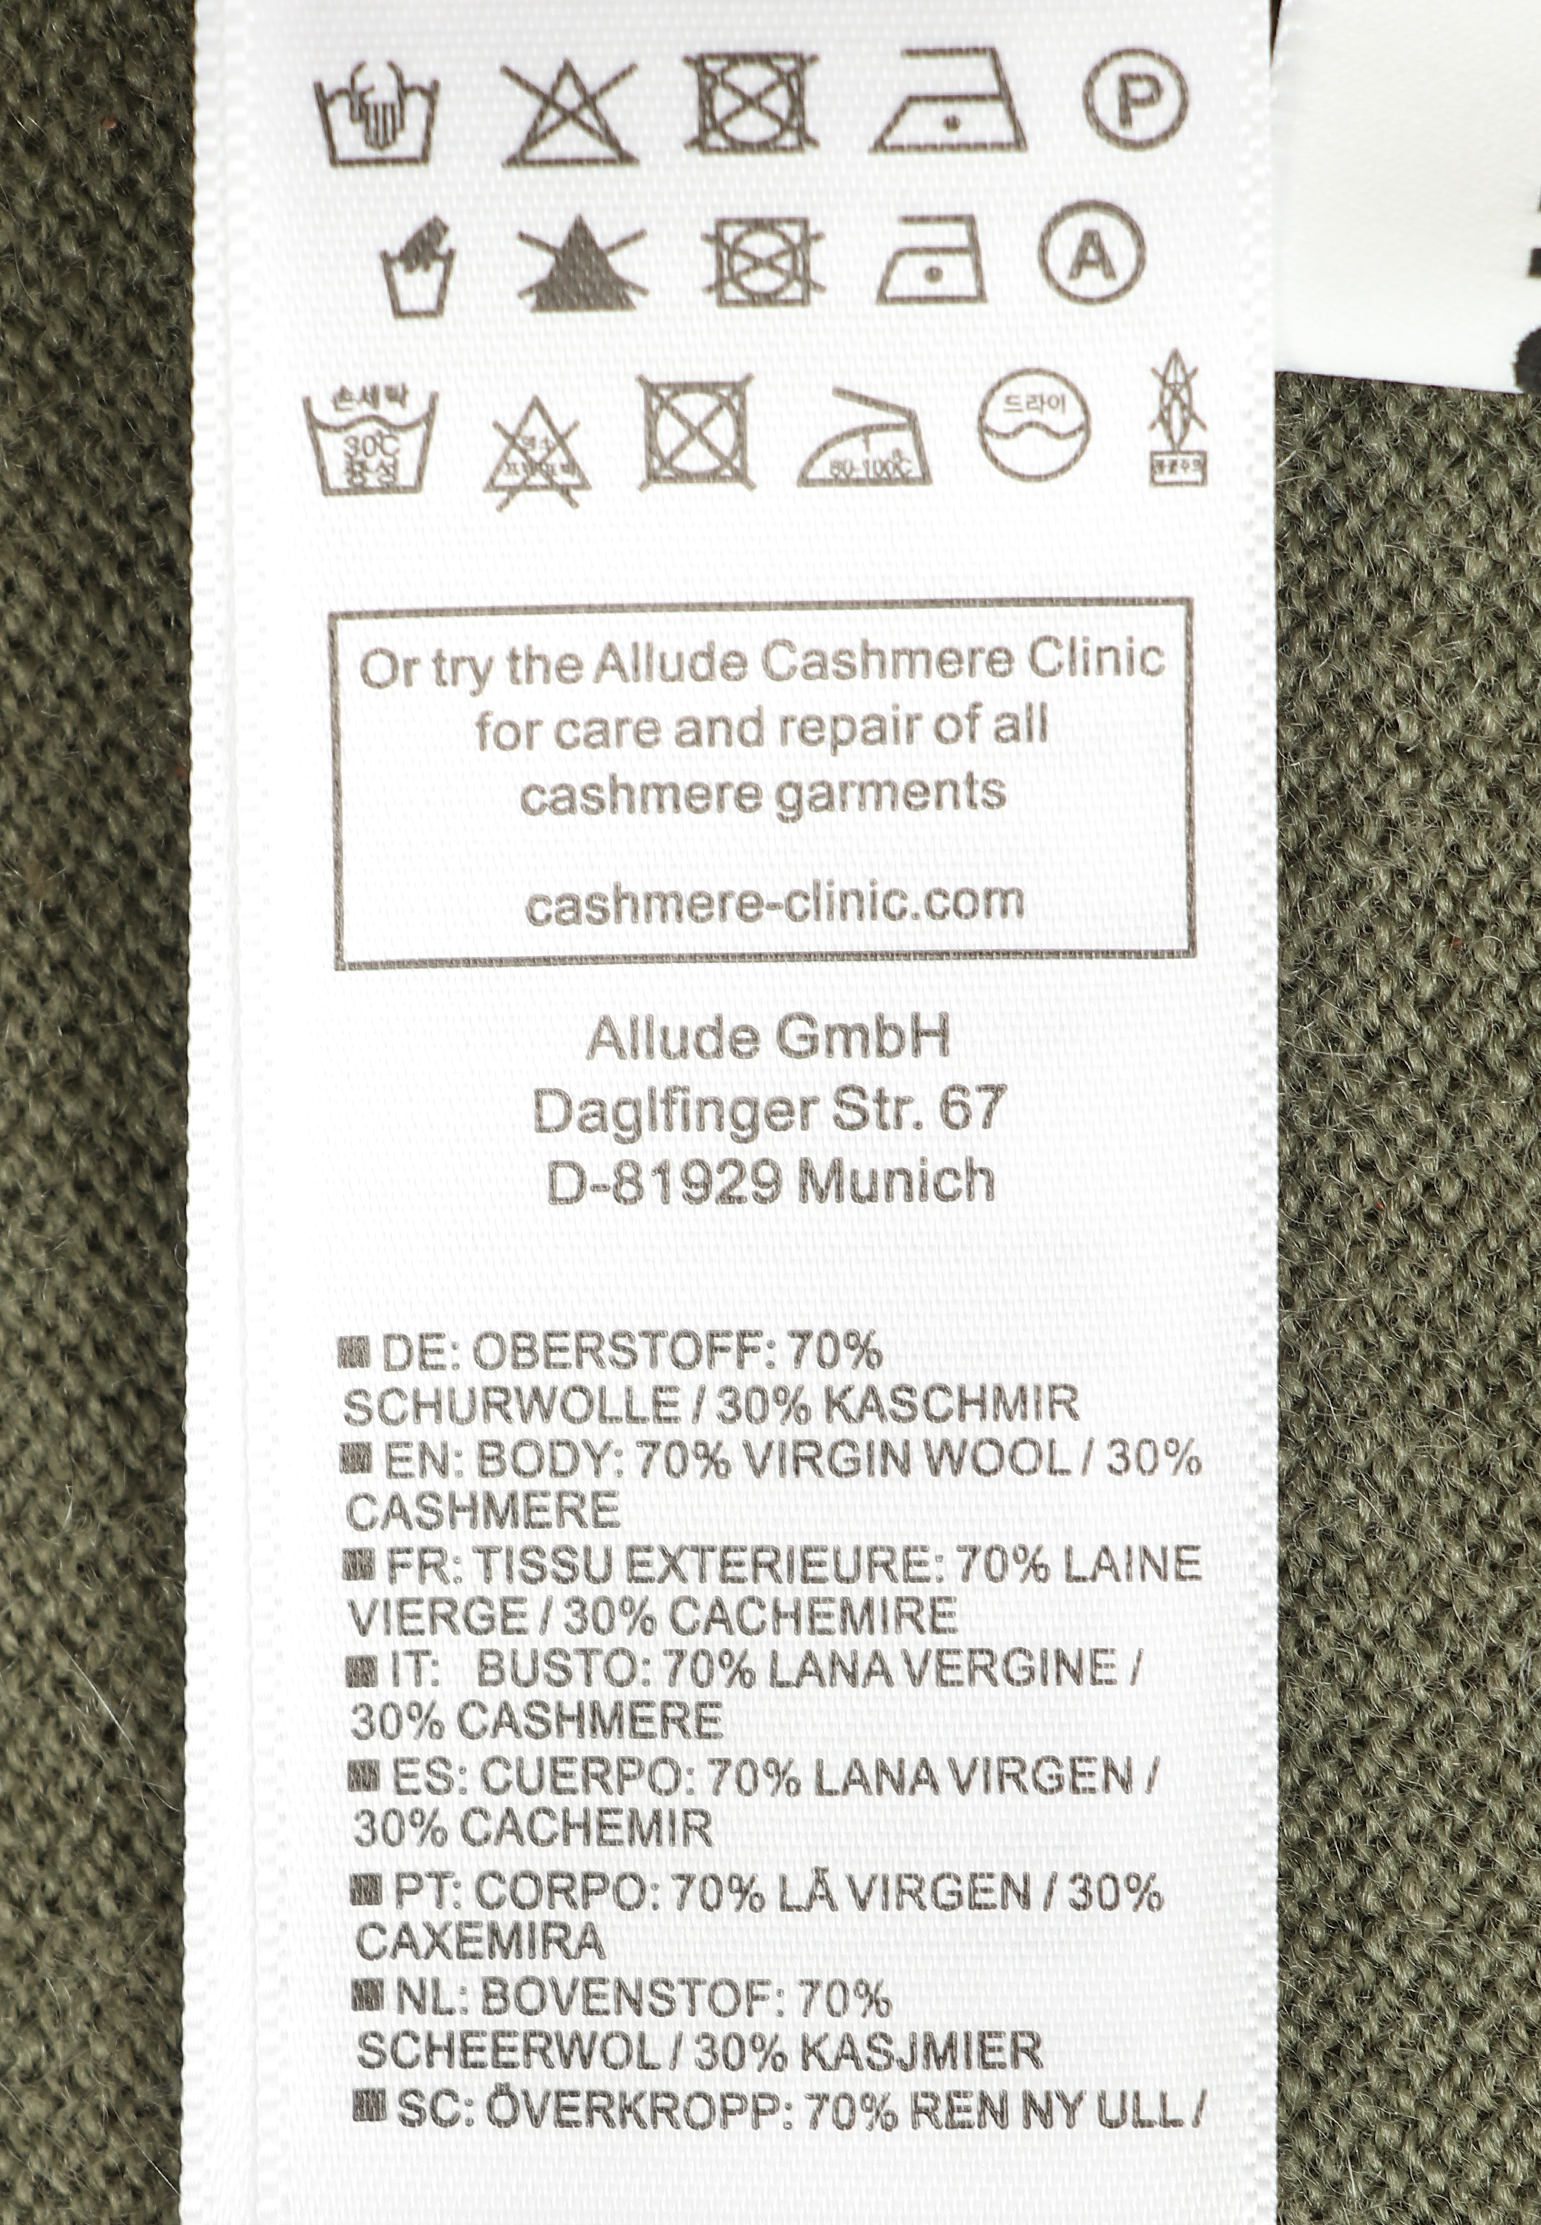 P
A
손세탁
30℃
중성
80-100℃
드라이
Or try the Allude Cashmere Clinic
for care and repair of all
cashmere garments
cashmere-clinic.com
Allude GmbH
Daglfinger Str. 67
D-81929 Munich
DE: OBERSTOFF: 70%
SCHURWOLLE / 30% KASCHMIR
EN: BODY: 70% VIRGIN WOOL / 30%
CASHMERE
FR: TISSU EXTERIEURE: 70% LAINE
VIERGE / 30% CACHEMIRE
IT: BUSTO: 70% LANA VERGINE /
30% CASHMERE
ES: CUERPO: 70% LANA VIRGEN /
30% CACHEMIR
PT: CORPO: 70% LÃ VIRGEN / 30%
CAXEMIRA
NL: BOVENSTOF: 70%
SCHEERWOL / 30% KASJMIER
SC: ÖVERKROPP: 70% REN NY ULL /